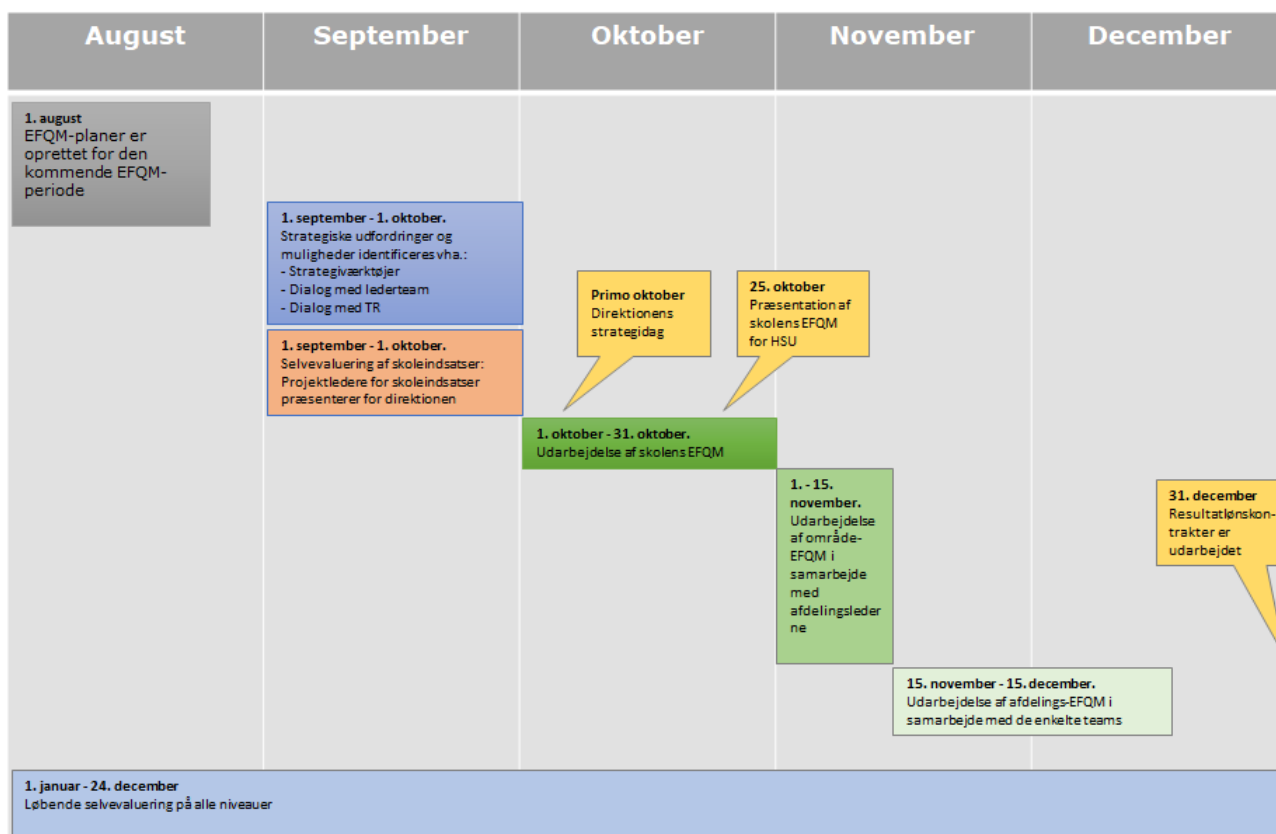 August
September
Oktober
November
December
1. august
EFQM-planer er
oprettet for den
kommende EFQM-
periode
1. september - 1. oktober.
Strategiske udfordringer og
muligheder identificeres vha.:
- Strategiværktøjer
- Dialog med lederteam
- Dialog med TR
1. september - 1. oktober.
Selvevaluering af skoleindsatser:
Projektledere for skoleindsatser
præsenterer for direktionen
Primo oktober
Direktionens
strategidag
25. oktober
Præsentation af
skolens EFQM
for HSU
1. oktober - 31. oktober.
Udarbejdelse af skolens EFQM
1. - 15.
november.
Udarbejdelse
af område-
EFQM i
samarbejde
med
afdelingsleder
ne
31. december
Resultatlønskon-
trakter er
udarbejdet
15. november - 15. december.
Udarbejdelse af afdelings-EFQM i
samarbejde med de enkelte teams
1. januar - 24. december
Løbende selvevaluering på alle niveauer